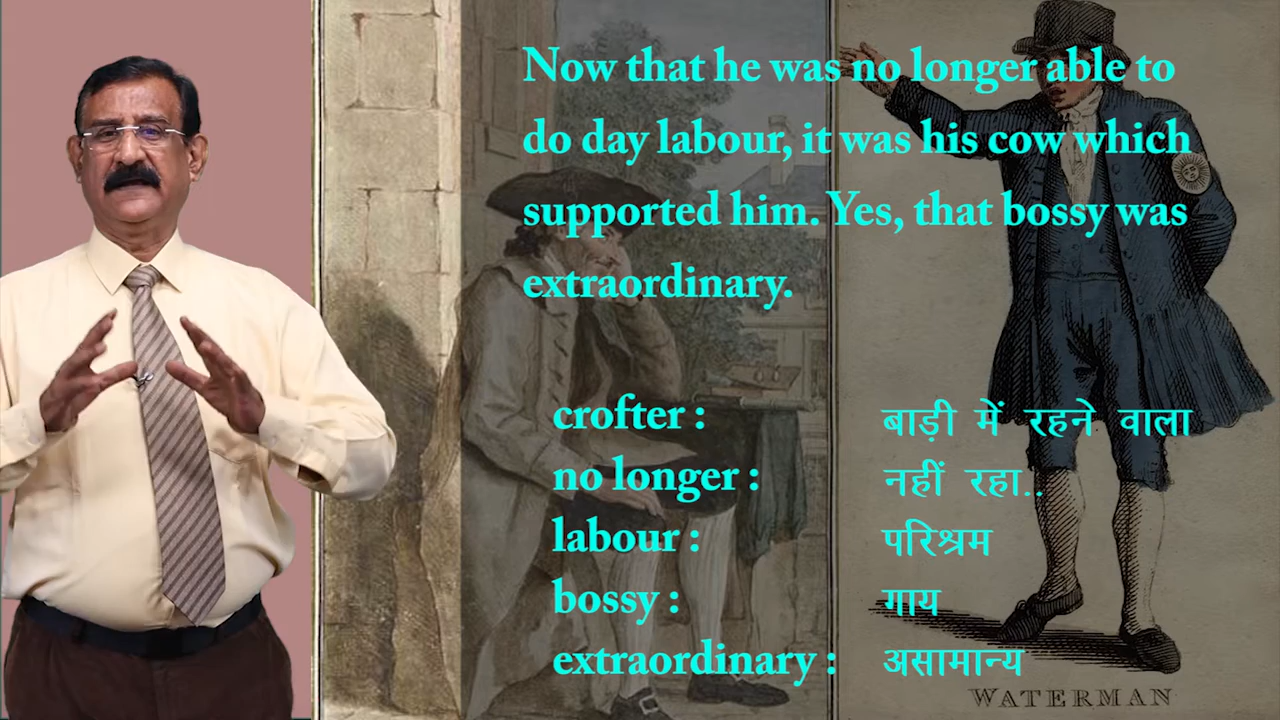 Now that he was no longer able to
do day labour, it was his cow which
supported him. Yes, that bossy was
extraordinary.
crofter : बाड़ी में रहने वाला
no longer : नहीं रहा..
labour : परिश्रम
bossy : गाय
extraordinary : असामान्य
WATERMAN